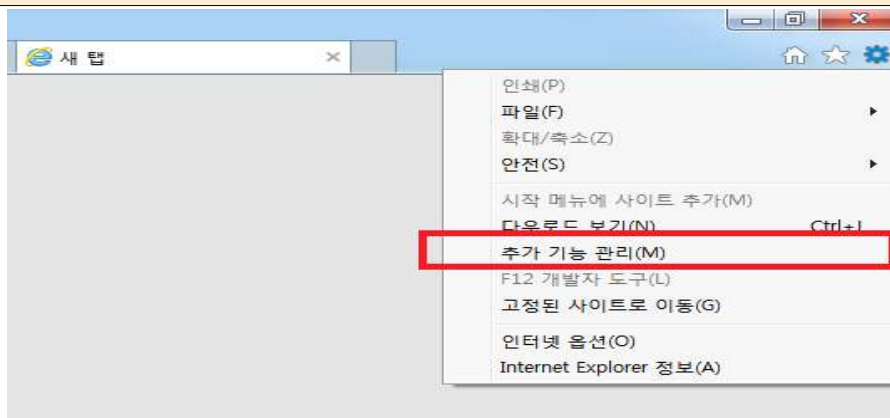 새 탭
인쇄(P)
파일(F)
확대/축소(Z)
안전(S)
시작 메뉴에 사이트 추가(M)
다운로드 보기(N) Ctrl+J
추가 기능 관리(M)
F12 개발자 도구(L)
고정된 사이트로 이동(G)
인터넷 옵션(O)
Internet Explorer 정보(A)